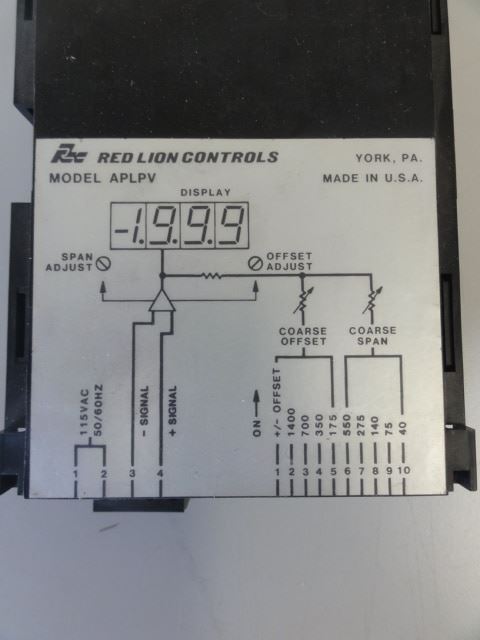 RLC RED LION CONTROLS YORK, PA.
MODEL APLPV MADE IN U.S.A.
DISPLAY
-1.9.9.9
SPAN ADJUST
OFFSET ADJUST
COARSE OFFSET
COARSE SPAN
115VAC
50/60HZ
- SIGNAL
+ SIGNAL
ON
+/- OFFSET
1400
700
350
175
550
275
140
75
40
1 2 3 4
1 2 3 4 5 6 7 8 9 10